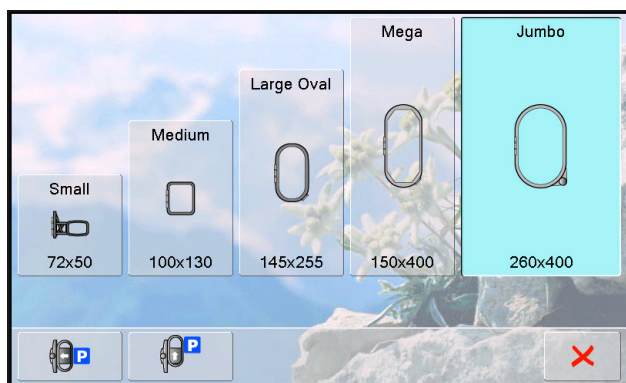 Mega
Jumbo
Large Oval
Medium
Small
72x50
100x130
145x255
150x400
260x400
P
P